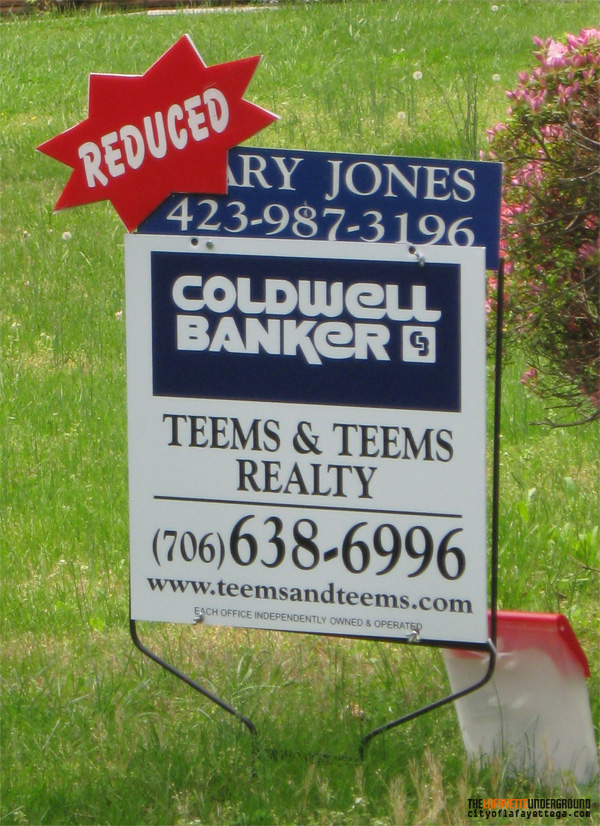 REDUCED
ARY JONES
423-987-3196
COLDWELL
BANKER CB
TEEMS & TEEMS
REALTY
(706)638-6996
www.teemsandteems.com
EACH OFFICE INDEPENDENTLY OWNED & OPERATED
THE LAFAYETTE UNDERGROUND
cityoflafayettega.com